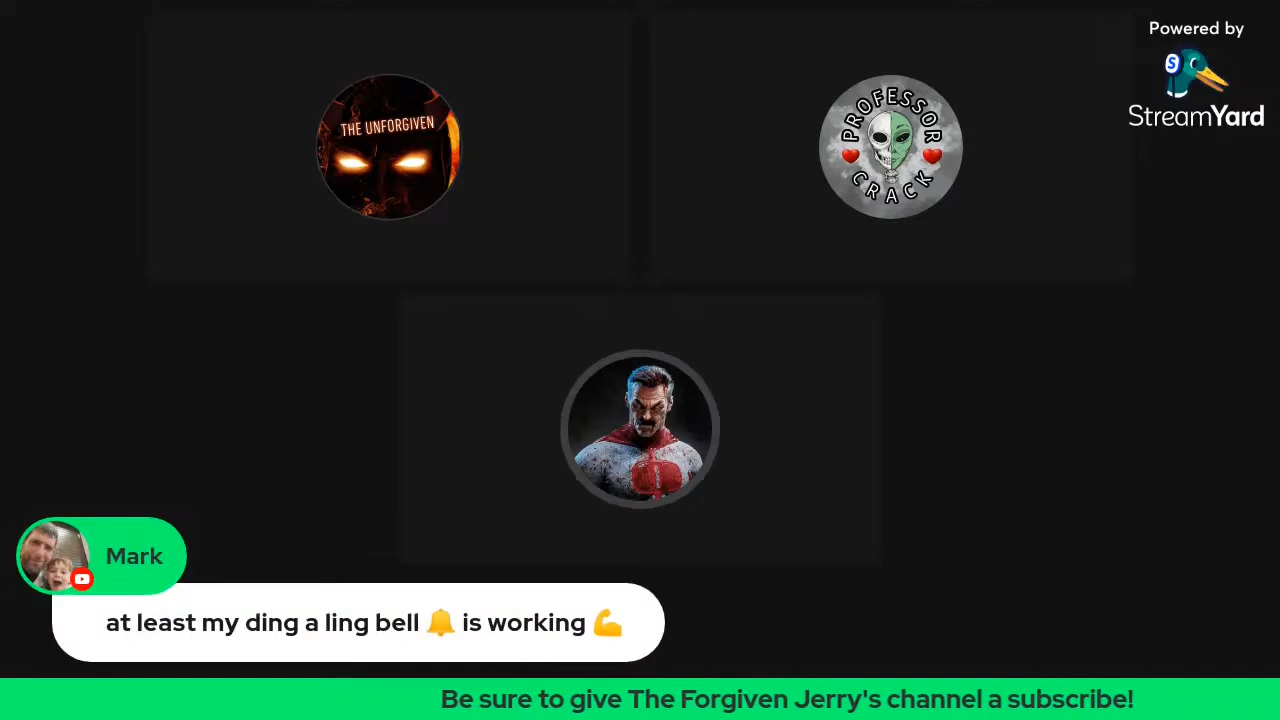 Powered by
StreamYard
THE UNFORGIVEN
PROFESSOR
CRACK
Mark
at least my ding a ling bell 🔔 is working 💪
Be sure to give The Forgiven Jerry's channel a subscribe!